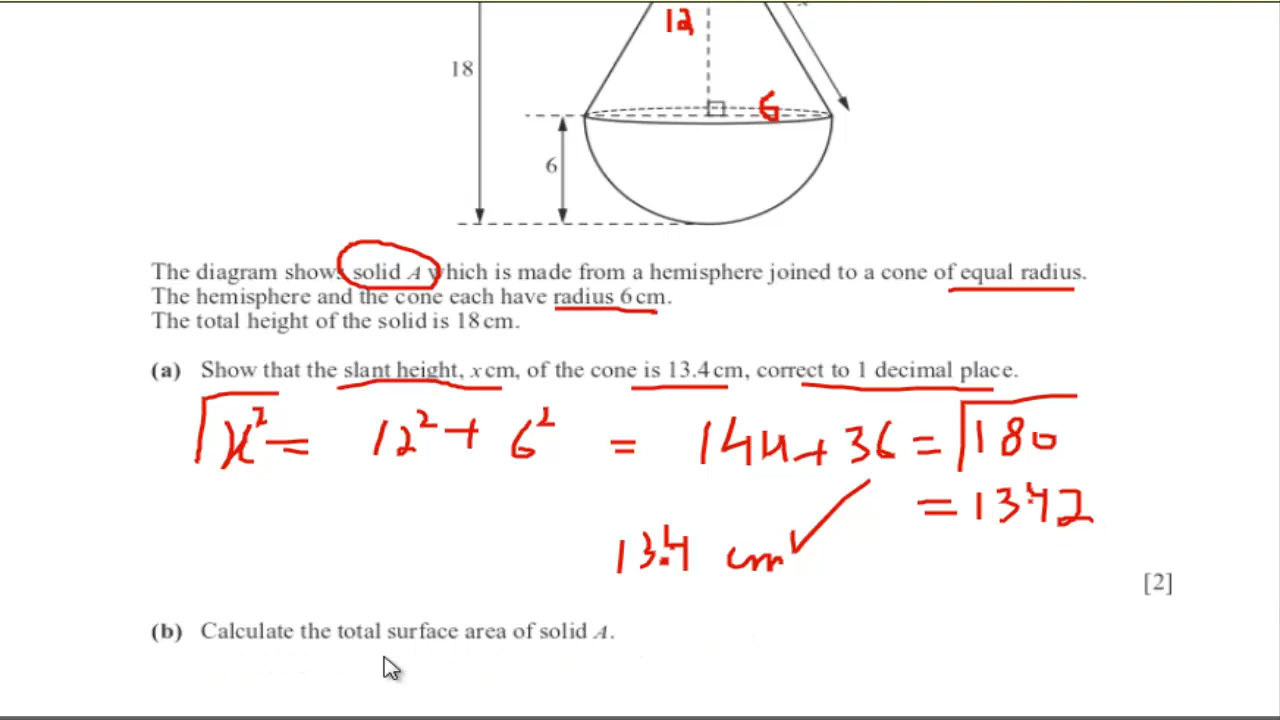 12
18
6
6
The diagram shows solid A which is made from a hemisphere joined to a cone of equal radius.
The hemisphere and the cone each have radius 6 cm.
The total height of the solid is 18 cm.
(a) Show that the slant height, x cm, of the cone is 13.4 cm, correct to 1 decimal place.
√x² = 12² + 6² = 144 + 36 = √180
= 13.42
13.4 cm ✓
[2]
(b) Calculate the total surface area of solid A.